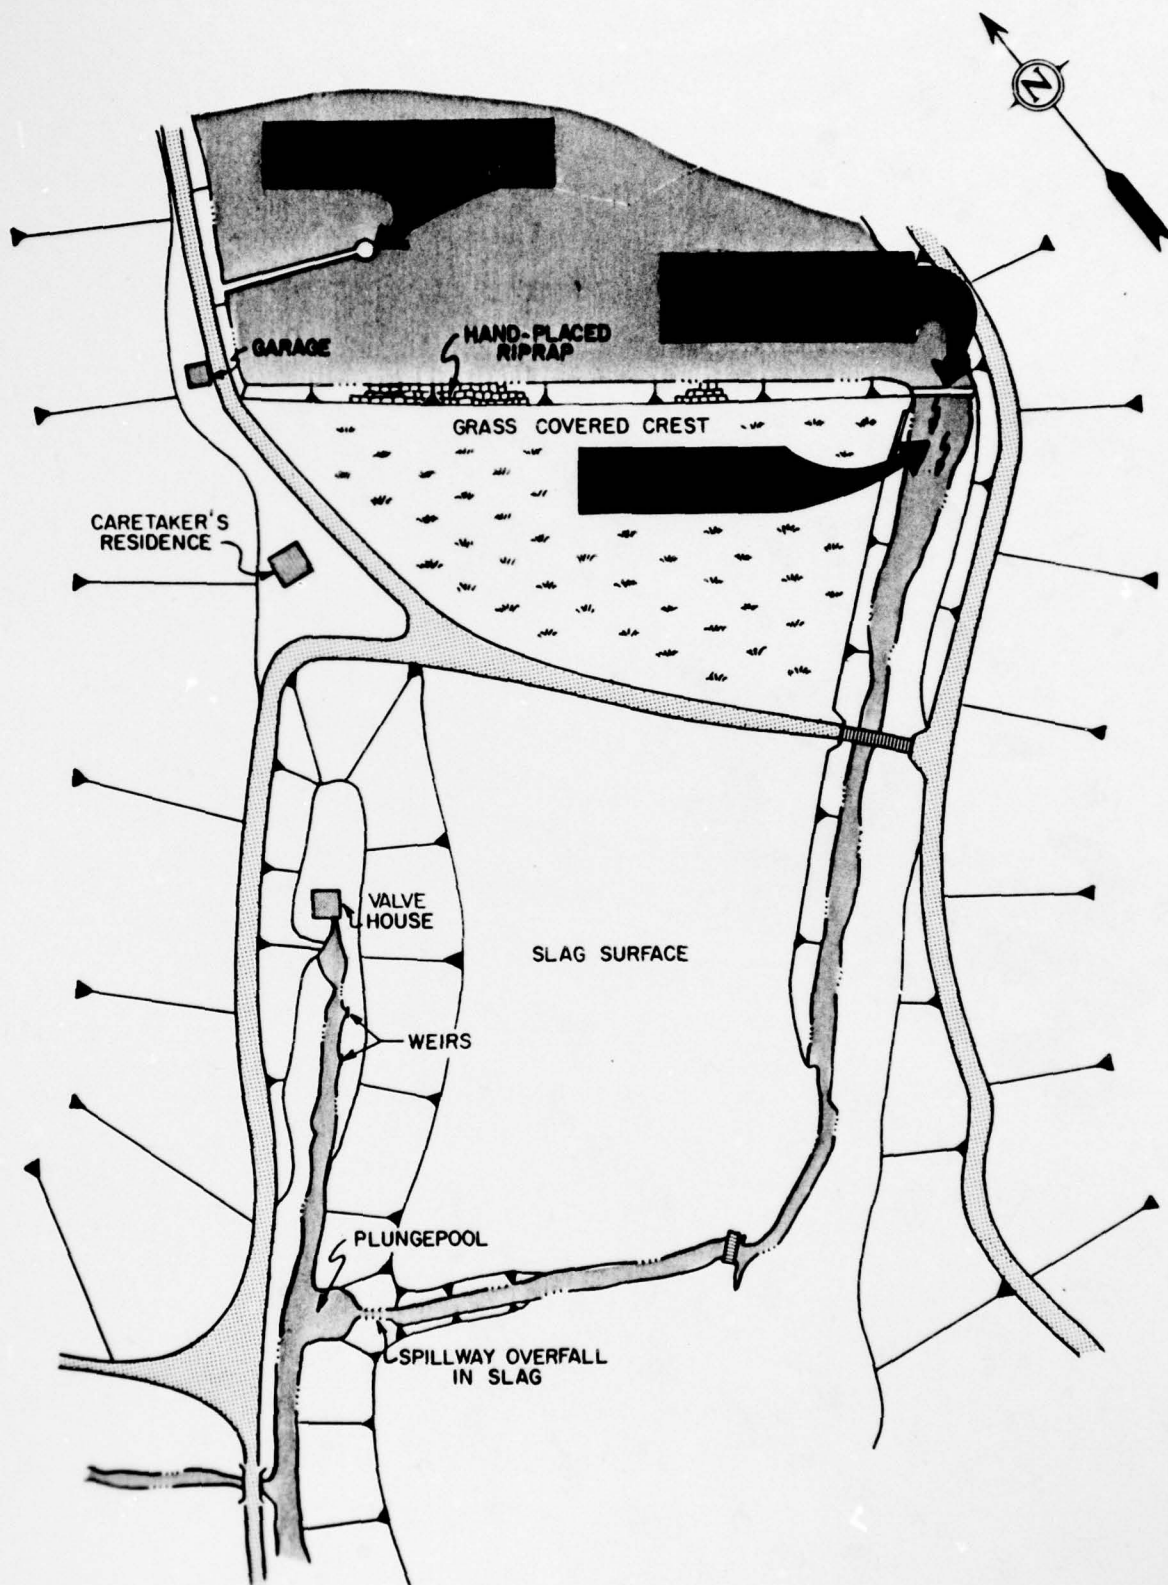 N
GARAGE
HAND-PLACED
RIPRAP
GRASS COVERED CREST
CARETAKER'S
RESIDENCE
VALVE
HOUSE
SLAG SURFACE
WEIRS
PLUNGEPOOL
SPILLWAY OVERFALL
IN SLAG